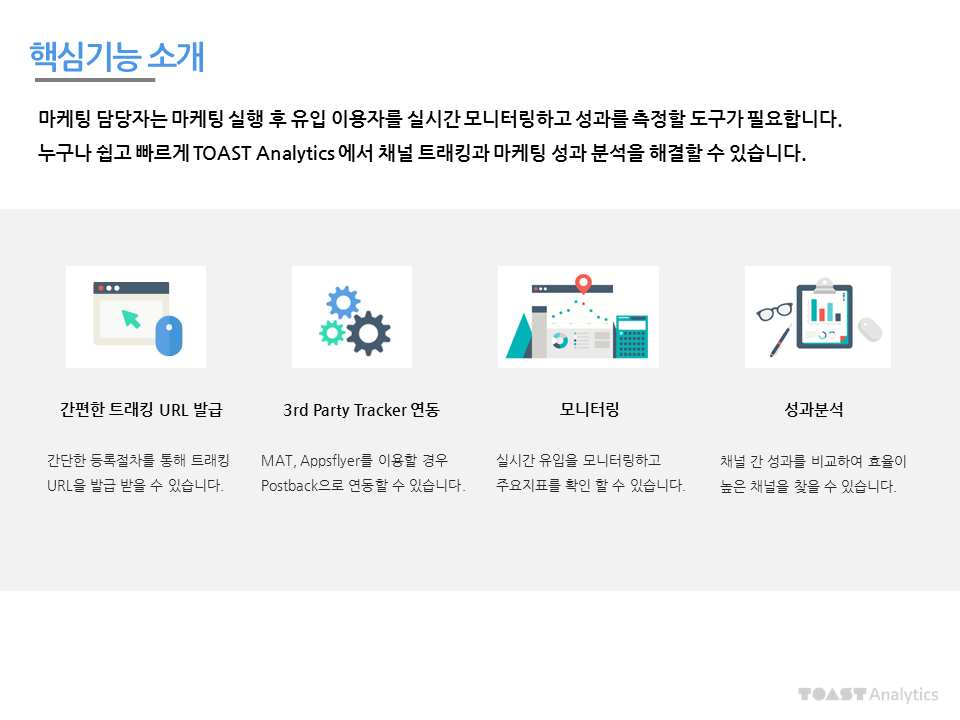 핵심기능 소개
마케팅 담당자는 마케팅 실행 후 유입 이용자를 실시간 모니터링하고 성과를 측정할 도구가 필요합니다.
누구나 쉽고 빠르게 TOAST Analytics 에서 채널 트래킹과 마케팅 성과 분석을 해결할 수 있습니다.
간편한 트래킹 URL 발급
간단한 등록절차를 통해 트래킹
URL을 발급 받을 수 있습니다.
3rd Party Tracker 연동
MAT, Appsflyer를 이용할 경우
Postback으로 연동할 수 있습니다.
모니터링
실시간 유입을 모니터링하고
주요지표를 확인 할 수 있습니다.
성과분석
채널 간 성과를 비교하여 효율이
높은 채널을 찾을 수 있습니다.
TOAST Analytics